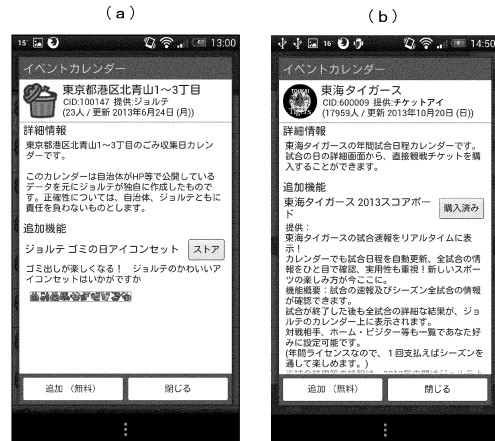 (a)
15° 13:00
イベントカレンダー
東京都港区北青山1〜3丁目
CID:100147 提供:ジョルテ
(23人 / 更新 2013年6月24日 (月))
詳細情報
東京都港区北青山1〜3丁目のごみ収集日カレン
ダーです。
このカレンダーは自治体がHP等で公開している
データを元にジョルテが独自に作成したもので
す。正確性については、自治体、ジョルテともに
責任を負わないものとします。
追加機能
ジョルテ ゴミの日アイコンセット
ストア
ゴミ出しが楽しくなる! ジョルテのかわいいア
イコンセットはいかがですか
追加 (無料)
閉じる
(b)
16° 14:50
イベントカレンダー
TOUKAI
東海タイガース
CID:600009 提供:チケットアイ
(17959人 / 更新 2013年10月20日 (日))
詳細情報
東海タイガースの年間試合日程カレンダーです。
試合の日の詳細画面から、直接観戦チケットを購
入することができます。
追加機能
東海タイガース 2013スコアボー
ド
購入済み
提供:
東海タイガースの試合速報をリアルタイムに表
示!
カレンダーでも試合日程を自動更新、全試合の情
報をひと目で確認、実用性も重視!新しいスポー
ツの楽しみ方が今ここに。
機能概要:試合の速報及びシーズン全試合の情報
が確認できます。
試合が終了した後も全試合の詳細な結果が、ジョ
ルテのカレンダー上に表示されます。
対戦相手、ホーム・ビジター等も一覧であなた好
みに設定可能です。
(年間ライセンスなので、1回支払えばシーズンを
通して楽しめます。)
追加 (無料)
閉じる